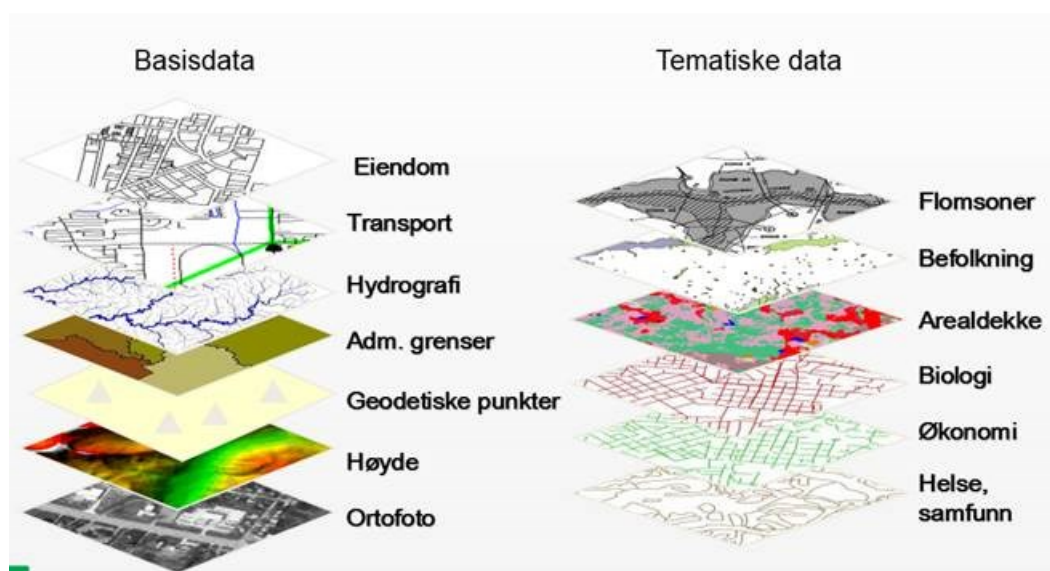 Basisdata
Eiendom
Transport
Hydrografi
Adm. grenser
Geodetiske punkter
Høyde
Ortofoto
Tematiske data
Flomsoner
Befolkning
Arealdekke
Biologi
Økonomi
Helse,
samfunn